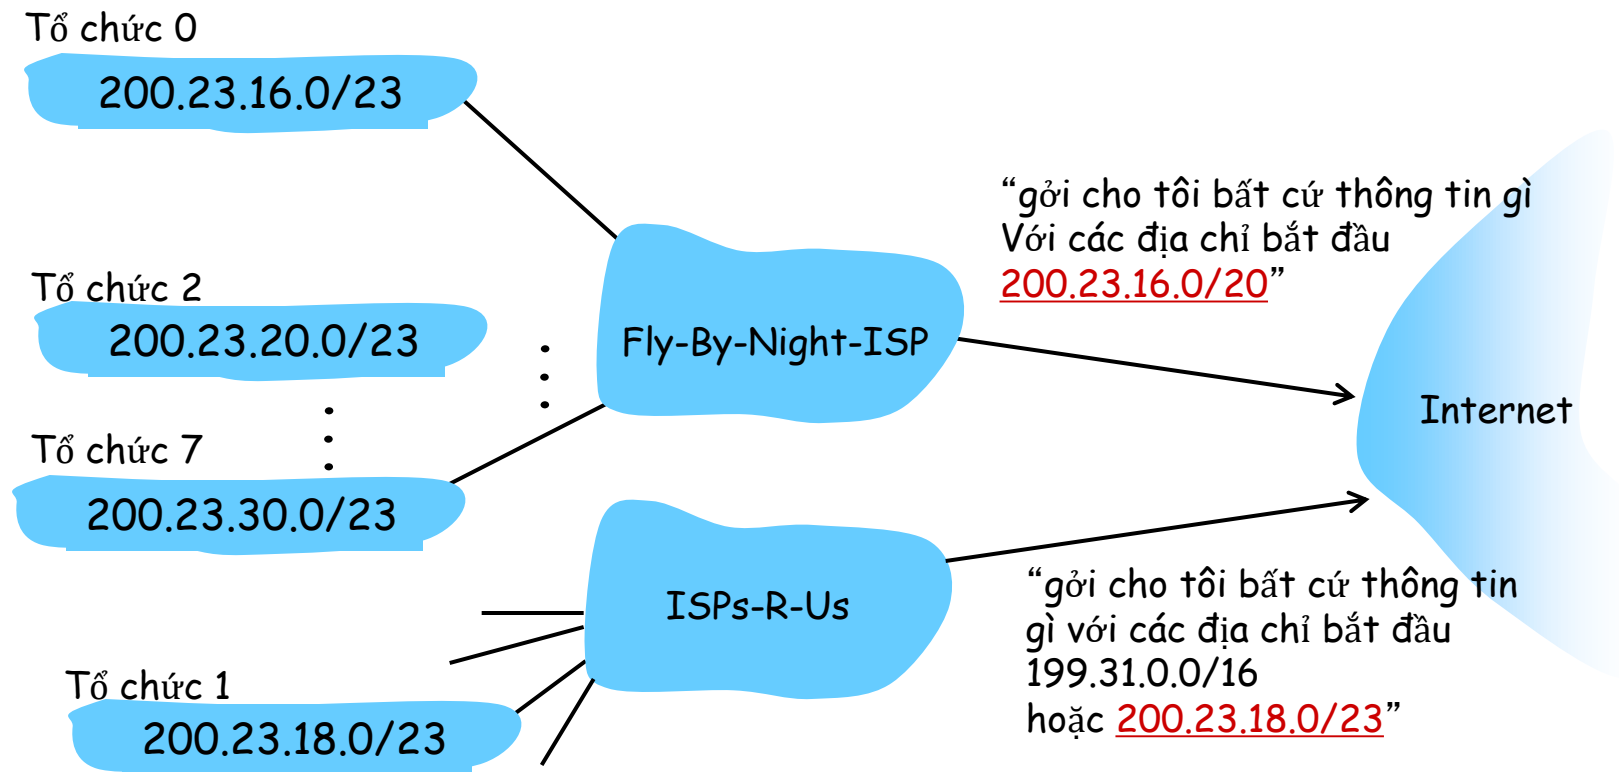 Tổ chức 0
200.23.16.0/23
Tổ chức 2
200.23.20.0/23
Tổ chức 7
200.23.30.0/23
Tổ chức 1
200.23.18.0/23
Fly-By-Night-ISP
ISPs-R-Us
“gởi cho tôi bất cứ thông tin gì
Với các địa chỉ bắt đầu
200.23.16.0/20”
Internet
“gởi cho tôi bất cứ thông tin
gì với các địa chỉ bắt đầu
199.31.0.0/16
hoặc 200.23.18.0/23”